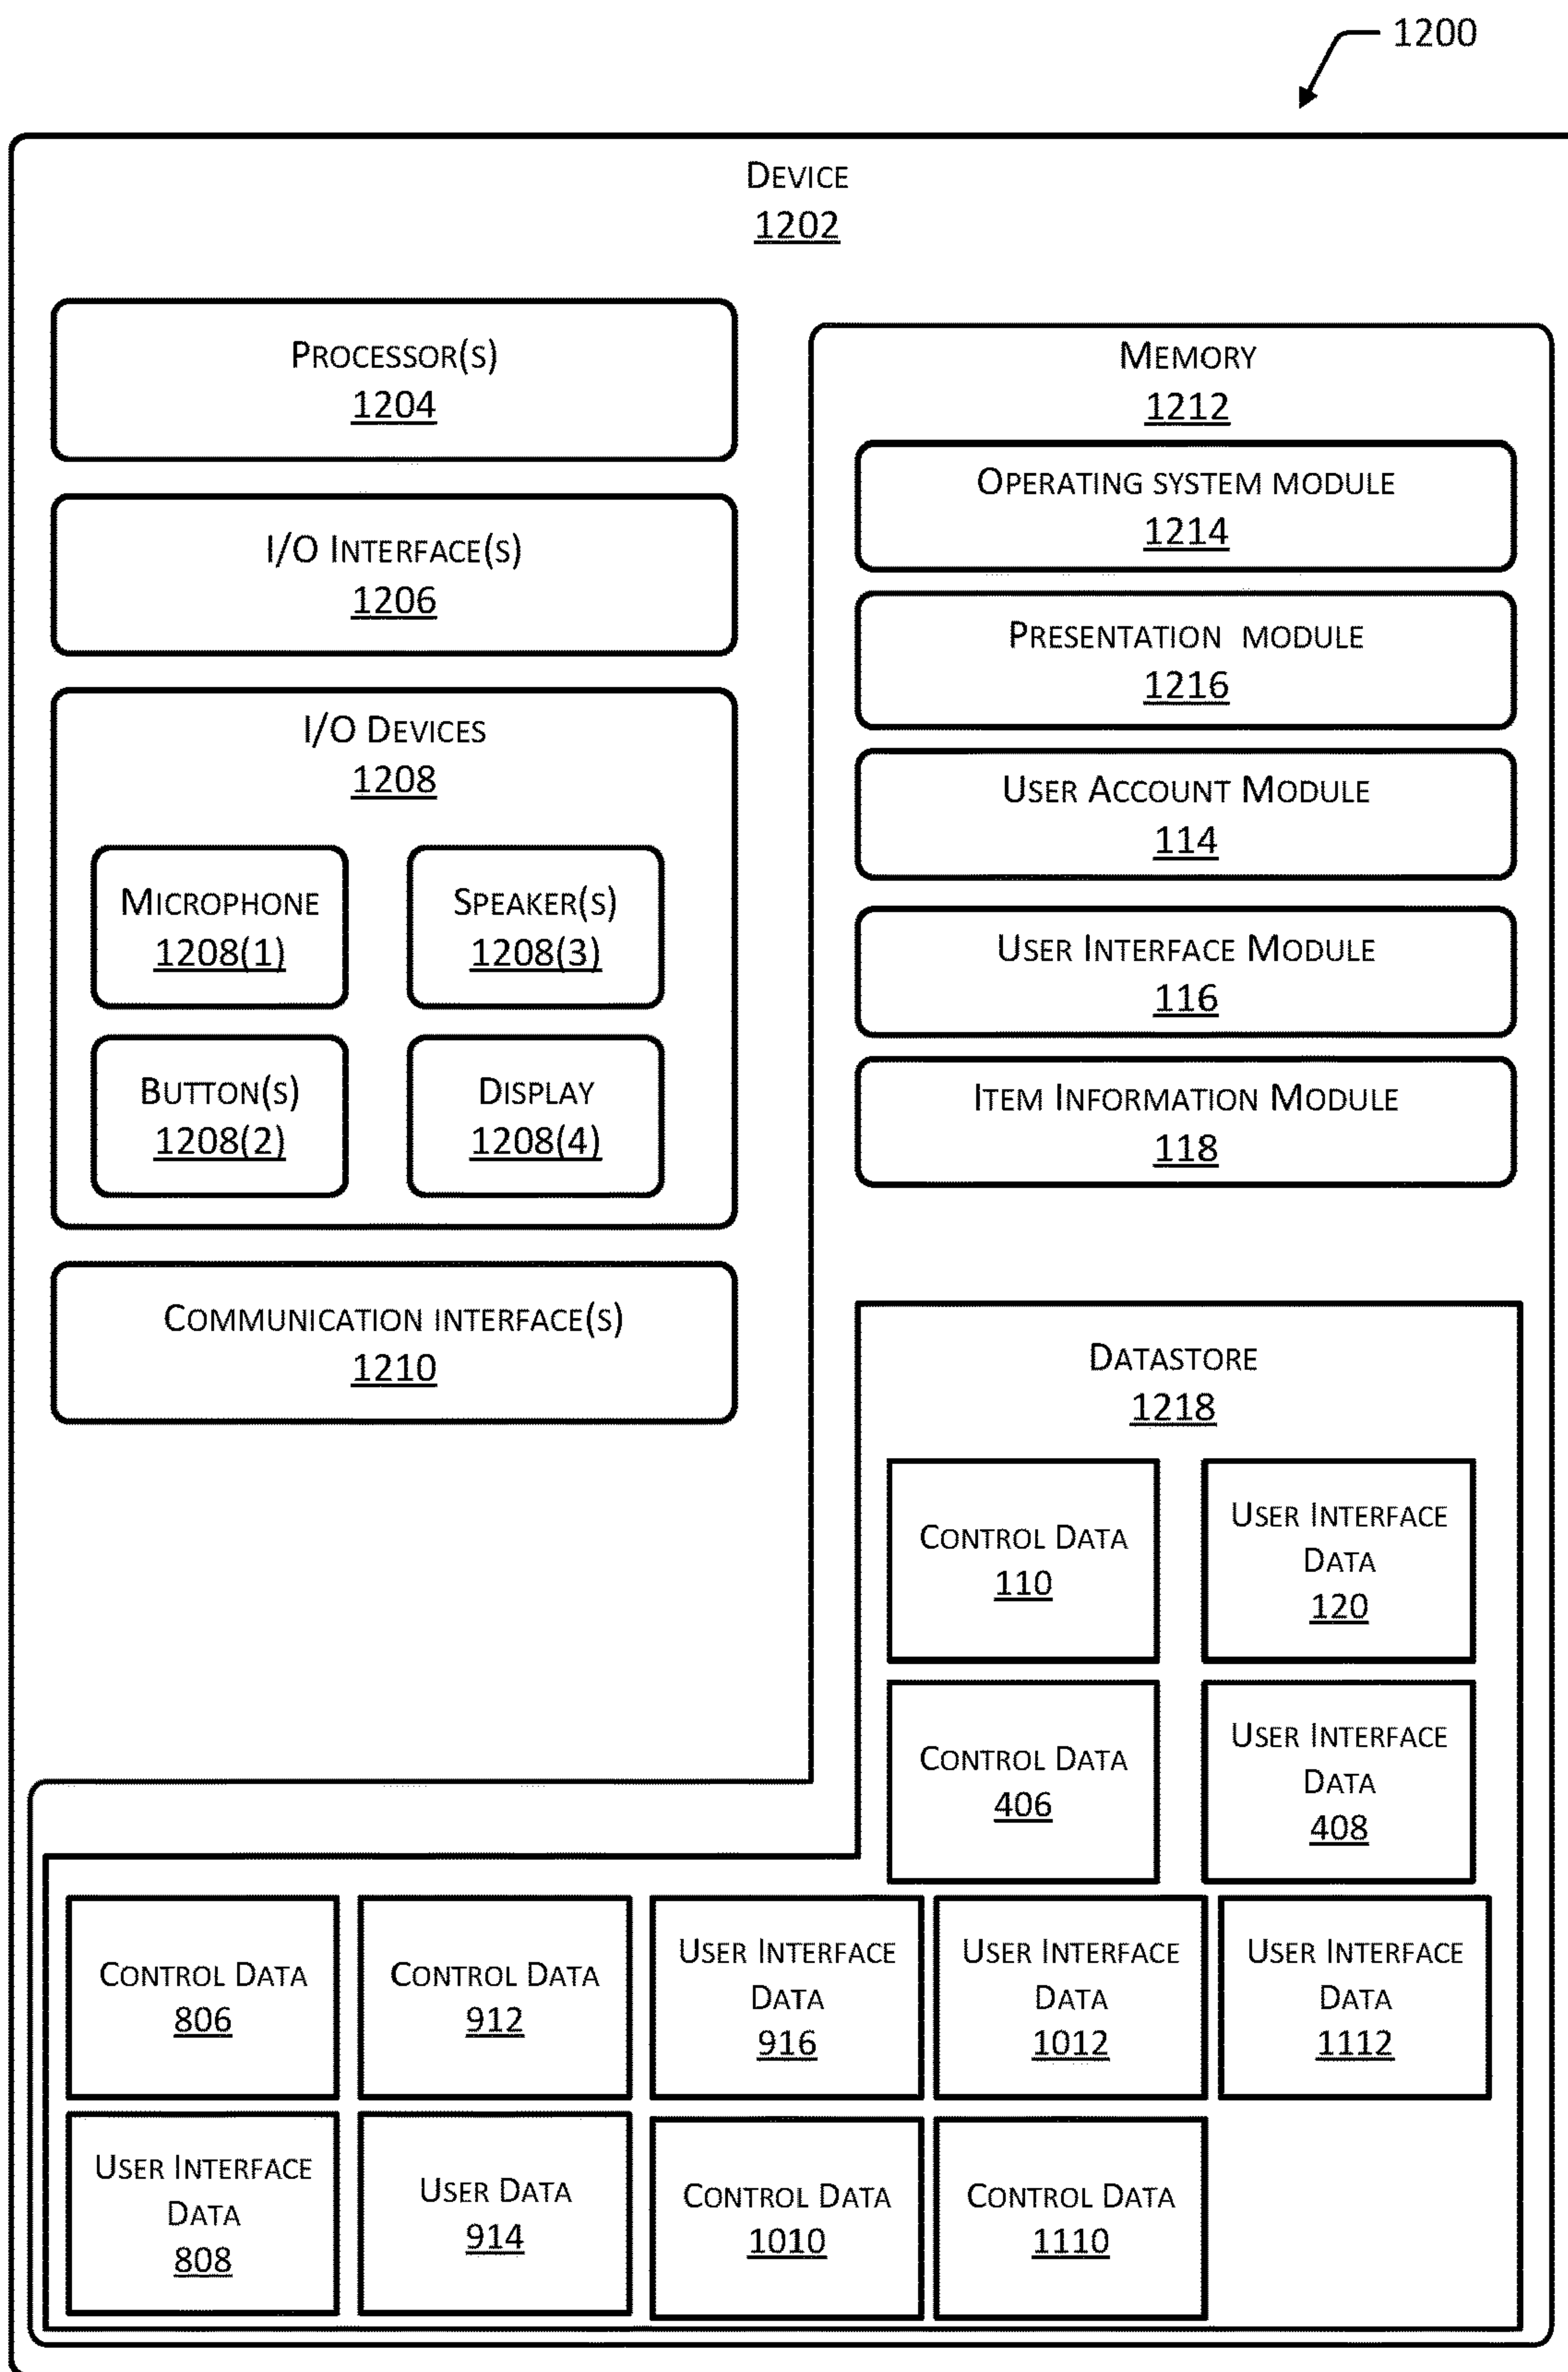 1200
DEVICE
1202
PROCESSOR(S)
1204
I/O INTERFACE(S)
1206
I/O DEVICES
1208
MICROPHONE
1208(1)
SPEAKER(S)
1208(3)
BUTTON(S)
1208(2)
DISPLAY
1208(4)
COMMUNICATION INTERFACE(S)
1210
MEMORY
1212
OPERATING SYSTEM MODULE
1214
PRESENTATION MODULE
1216
USER ACCOUNT MODULE
114
USER INTERFACE MODULE
116
ITEM INFORMATION MODULE
118
DATASTORE
1218
CONTROL DATA
110
USER INTERFACE
DATA
120
CONTROL DATA
406
USER INTERFACE
DATA
408
CONTROL DATA
806
CONTROL DATA
912
USER INTERFACE
DATA
916
USER INTERFACE
DATA
1012
USER INTERFACE
DATA
1112
USER INTERFACE
DATA
808
USER DATA
914
CONTROL DATA
1010
CONTROL DATA
1110